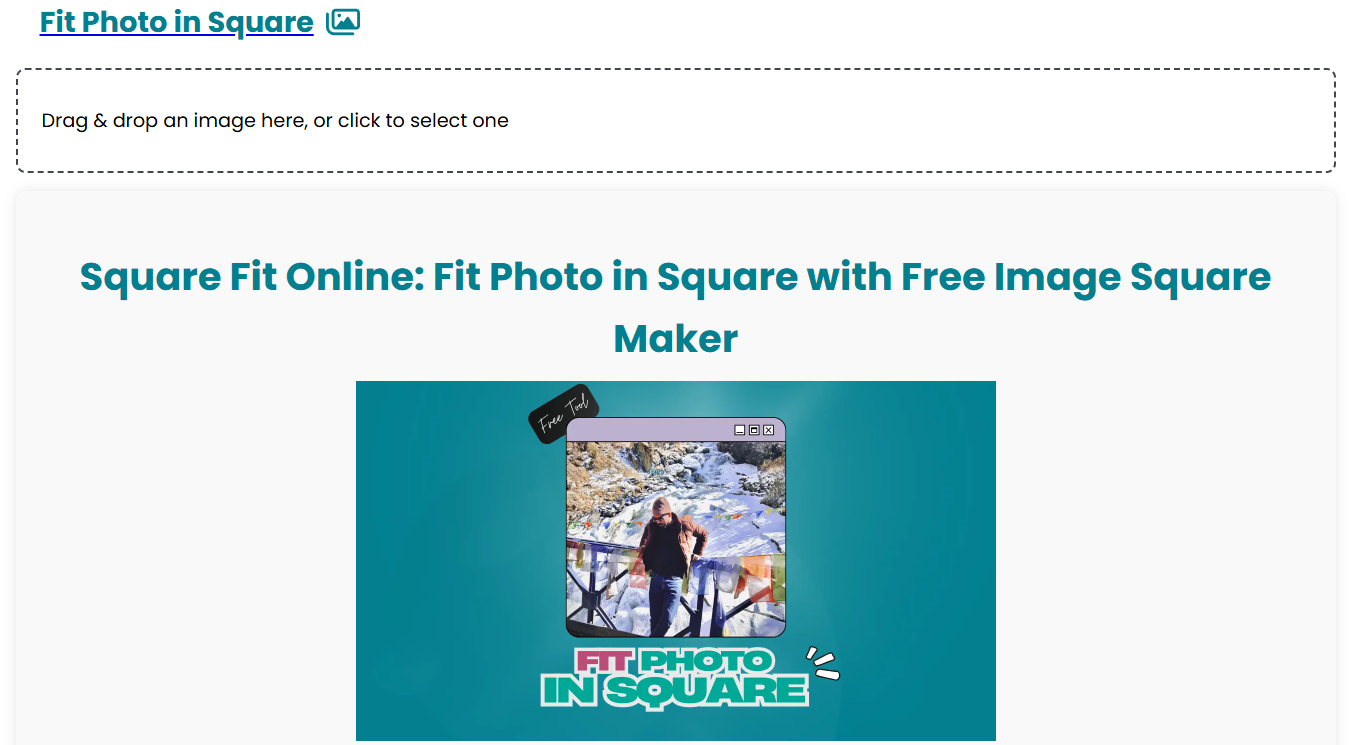 Fit Photo in Square
Drag & drop an image here, or click to select one
Square Fit Online: Fit Photo in Square with Free Image Square
Maker
Free Tool
FIT PHOTO
IN SQUARE